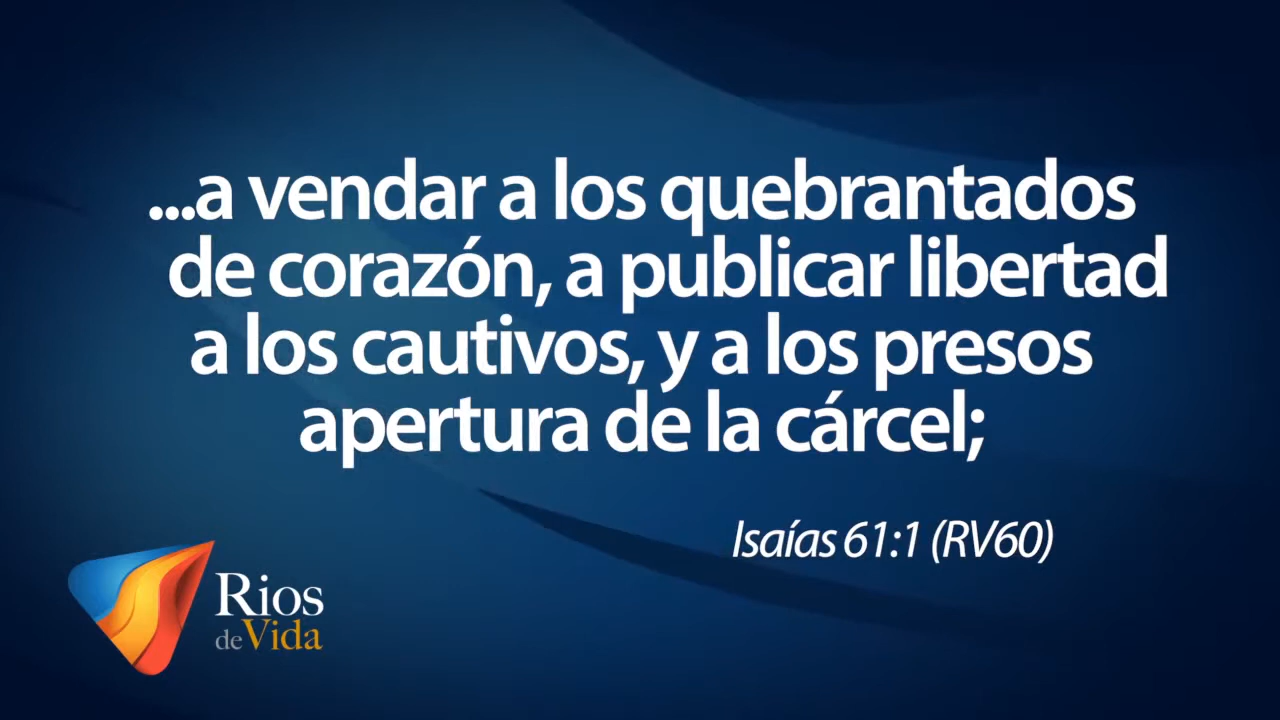 ...a vendar a los quebrantados
de corazón, a publicar libertad
a los cautivos, y a los presos
apertura de la cárcel;
Isaías 61:1 (RV60)
Rios
de Vida